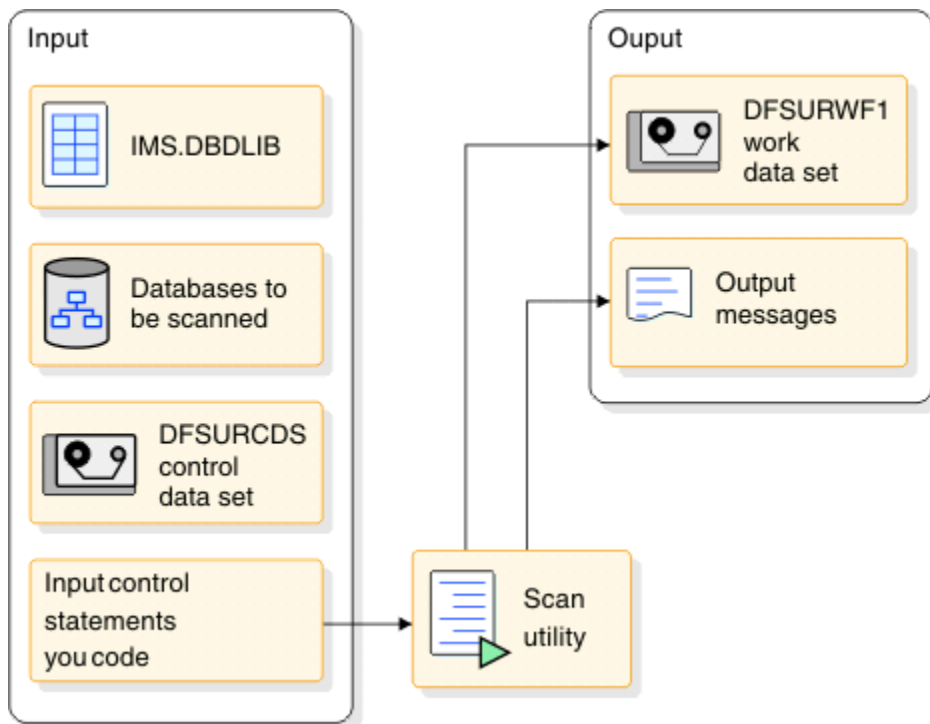 Input
IMS.DBDLIB
Databases to
be scanned
DFSURCDS
control
data set
Input control
statements
you code
Scan
utility
Ouput
DFSURWF1
work
data set
Output
messages